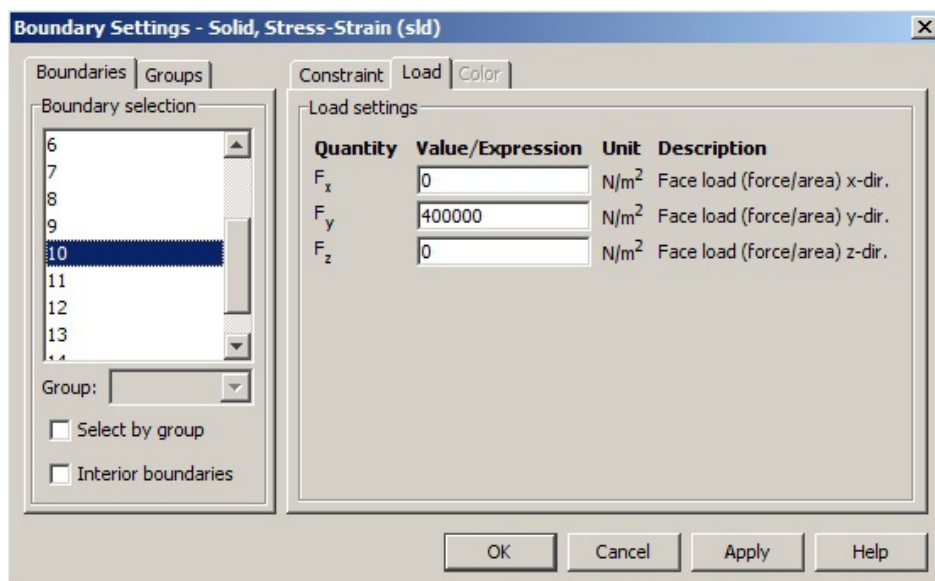 Boundary Settings - Solid, Stress-Strain (sld)
Boundaries Groups
Constraint Load Color
Boundary selection
6
7
8
9
10
11
12
13
14
Group:
Select by group
Interior boundaries
Load settings
Quantity Value/Expression Unit Description
Fx 0 N/m² Face load (force/area) x-dir.
Fy 400000 N/m² Face load (force/area) y-dir.
Fz 0 N/m² Face load (force/area) z-dir.
OK Cancel Apply Help